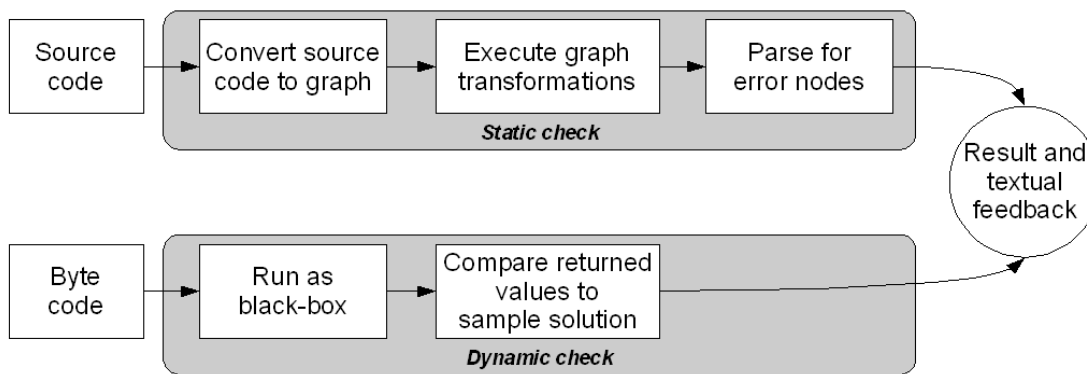 Source
code
Convert source
code to graph
Execute graph
transformations
Parse for
error nodes
Static check
Result and
textual
feedback
Byte
code
Run as
black-box
Compare returned
values to
sample solution
Dynamic check